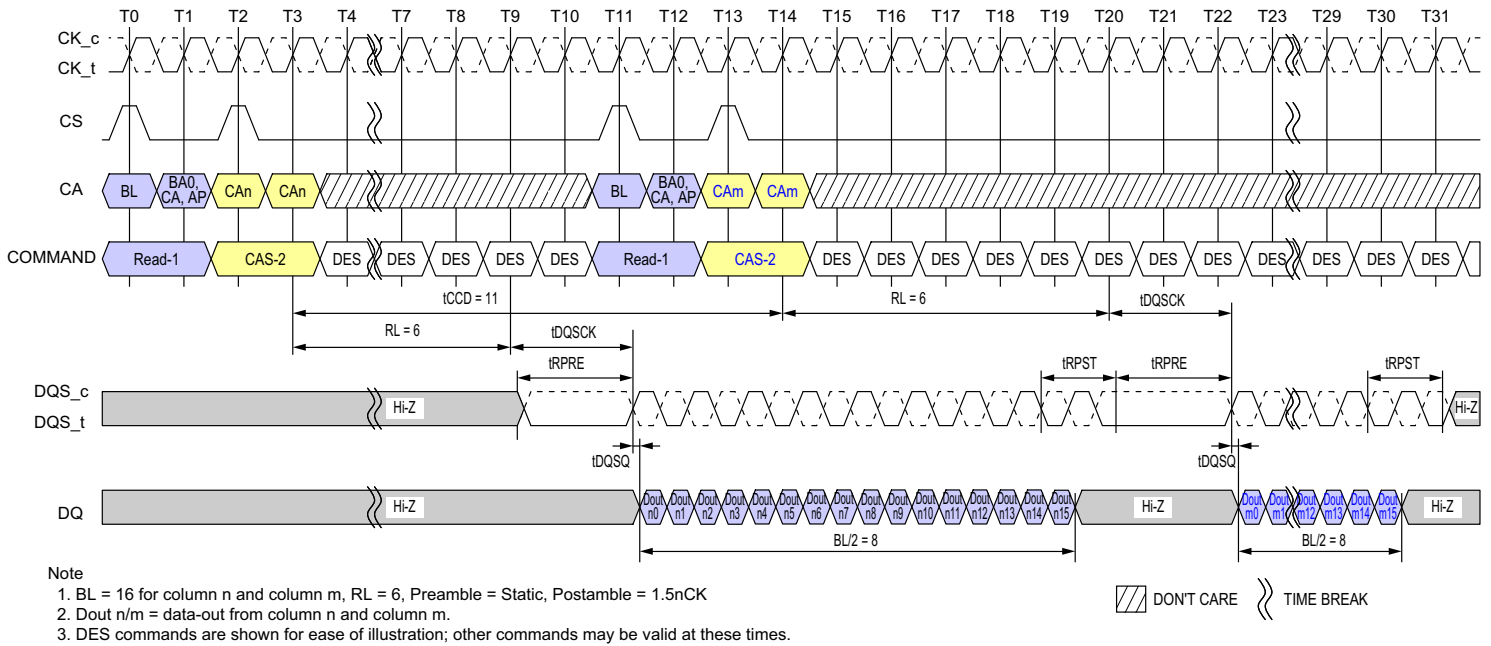 T0 T1 T2 T3 T4 T7 T8 T9 T10 T11 T12 T13 T14 T15 T16 T17 T18 T19 T20 T21 T22 T23 T29 T30 T31
CK_c
CK_t
CS
CA BL BA0, CA, AP CAn CAn BL BA0, CA, AP CAm CAm
COMMAND Read-1 CAS-2 DES DES DES DES DES Read-1 CAS-2 DES DES DES DES DES DES DES DES DES DES DES DES
tCCD = 11 RL = 6 tDQSCK
RL = 6 tDQSCK
tRPRE tRPST tRPRE tRPST
DQS_c
DQS_t
Hi-Z Hi-Z
tDQSQ tDQSQ
DQ Hi-Z Dout n0 Dout n1 Dout n2 Dout n3 Dout n4 Dout n5 Dout n6 Dout n7 Dout n8 Dout n9 Dout n10 Dout n11 Dout n12 Dout n13 Dout n14 Dout n15 Hi-Z Dout m0 Dout m1 Dout m12 Dout m13 Dout m14 Dout m15 Hi-Z
BL/2 = 8 BL/2 = 8
Note
1. BL = 16 for column n and column m, RL = 6, Preamble = Static, Postamble = 1.5nCK
2. Dout n/m = data-out from column n and column m.
3. DES commands are shown for ease of illustration; other commands may be valid at these times.
DON'T CARE TIME BREAK